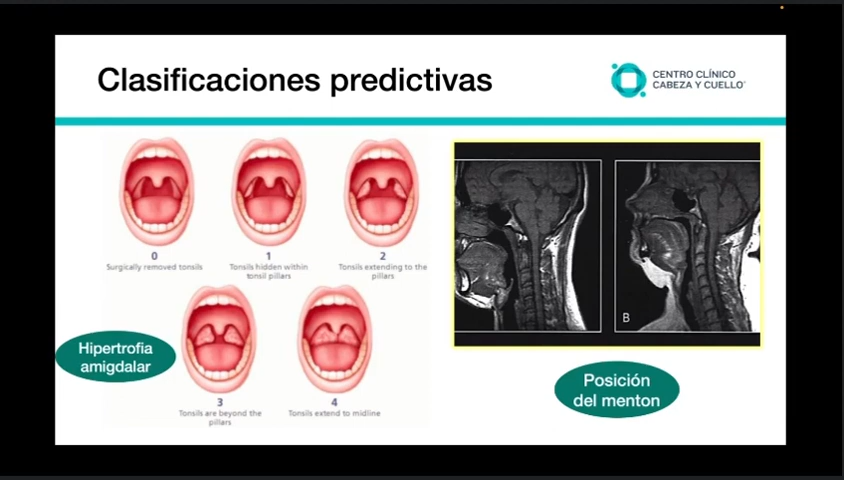 Clasificaciones predictivas
CENTRO CLÍNICO
CABEZA Y CUELLO
0
Surgically removed tonsils
1
Tonsils hidden within
tonsil pillars
2
Tonsils extending to the
pillars
3
Tonsils are beyond the
pillars
4
Tonsils extend to midline
Hipertrofia
amigdalar
B
Posición
del menton